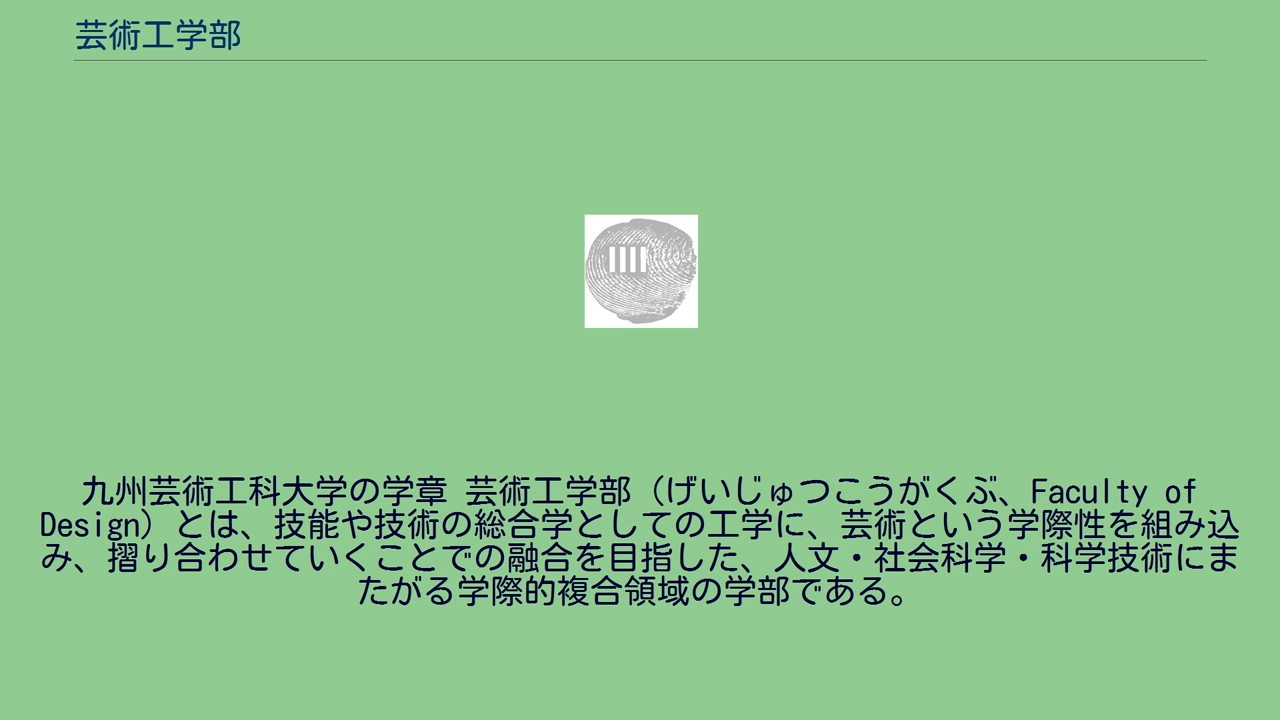 芸術工学部
九州芸術工科大学の学章 芸術工学部（げいじゅつこうがくぶ、Faculty of
Design）とは、技能や技術の総合学としての工学に、芸術という学際性を組み込
み、摺り合わせていくことでの融合を目指した、人文・社会科学・科学技術にま
たがる学際的複合領域の学部である。